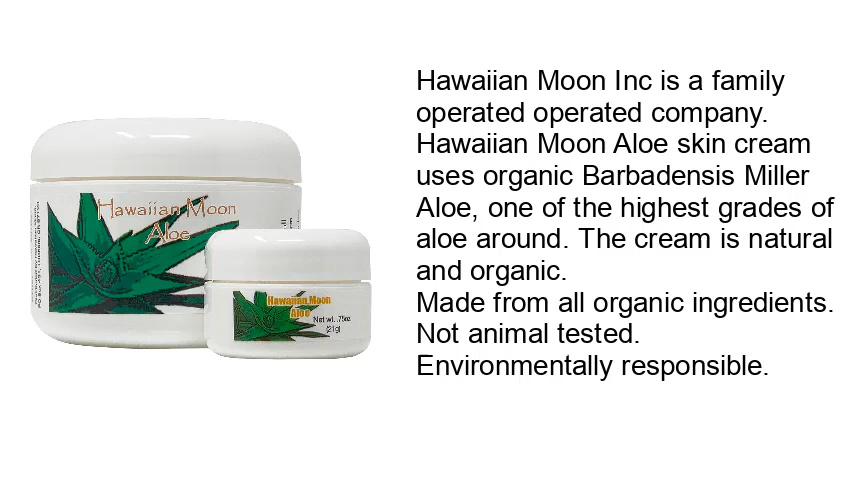 Hawaiian Moon
Aloe
Hawaiian Moon
Aloe
Net wt. .75oz
(21g)
Hawaiian Moon Inc is a family
operated operated company.
Hawaiian Moon Aloe skin cream
uses organic Barbadensis Miller
Aloe, one of the highest grades of
aloe around. The cream is natural
and organic.
Made from all organic ingredients.
Not animal tested.
Environmentally responsible.